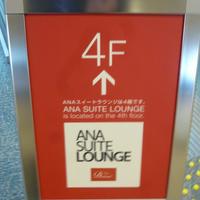 4F
↑
ANAスイートラウンジは4階です。
ANA SUITE LOUNGE
is located on the 4th floor.
ANA
SUITE
LOUNGE